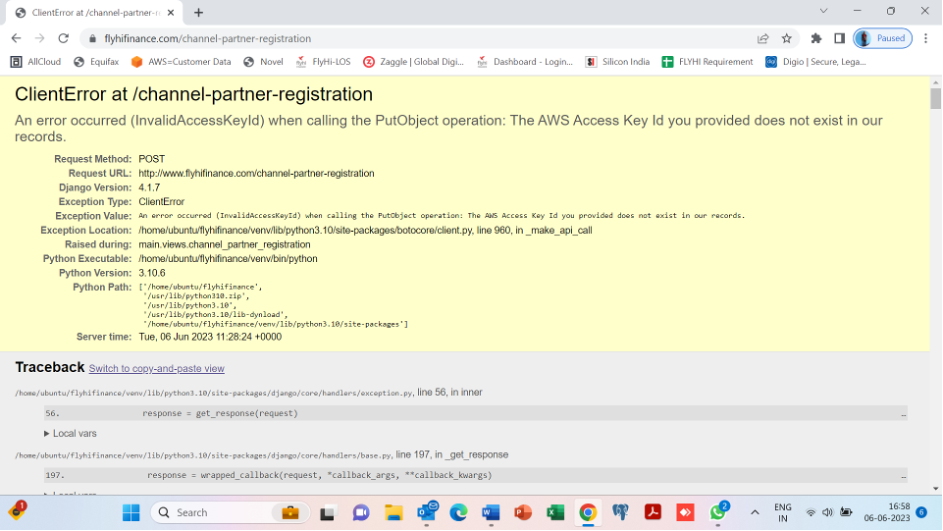 ClientError at /channel-partner-r
flyhifinance.com/channel-partner-registration
Paused
AllCloud Equifax AWS=Customer Data Novel FlyHi-LOS Zaggle | Global Digi... Dashboard - Login... Silicon India FLYHI Requirement Digio | Secure, Lega...
ClientError at /channel-partner-registration
An error occurred (InvalidAccessKeyId) when calling the PutObject operation: The AWS Access Key Id you provided does not exist in our
records.
Request Method: POST
Request URL: http://www.flyhifinance.com/channel-partner-registration
Django Version: 4.1.7
Exception Type: ClientError
Exception Value: An error occurred (InvalidAccessKeyId) when calling the PutObject operation: The AWS Access Key Id you provided does not exist in our records.
Exception Location: /home/ubuntu/flyhifinance/venv/lib/python3.10/site-packages/botocore/client.py, line 960, in _make_api_call
Raised during: main.views.channel_partner_registration
Python Executable: /home/ubuntu/flyhifinance/venv/bin/python
Python Version: 3.10.6
Python Path: ['/home/ubuntu/flyhifinance',
'/usr/lib/python310.zip',
'/usr/lib/python3.10',
'/usr/lib/python3.10/lib-dynload',
'/home/ubuntu/flyhifinance/venv/lib/python3.10/site-packages']
Server time: Tue, 06 Jun 2023 11:28:24 +0000
Traceback Switch to copy-and-paste view
/home/ubuntu/flyhifinance/venv/lib/python3.10/site-packages/django/core/handlers/exception.py, line 56, in inner
56. response = get_response(request) …
▶ Local vars
/home/ubuntu/flyhifinance/venv/lib/python3.10/site-packages/django/core/handlers/base.py, line 197, in _get_response
197. response = wrapped_callback(request, *callback_args, **callback_kwargs) …
Local vars
Search
ENG
IN
16:58
06-06-2023